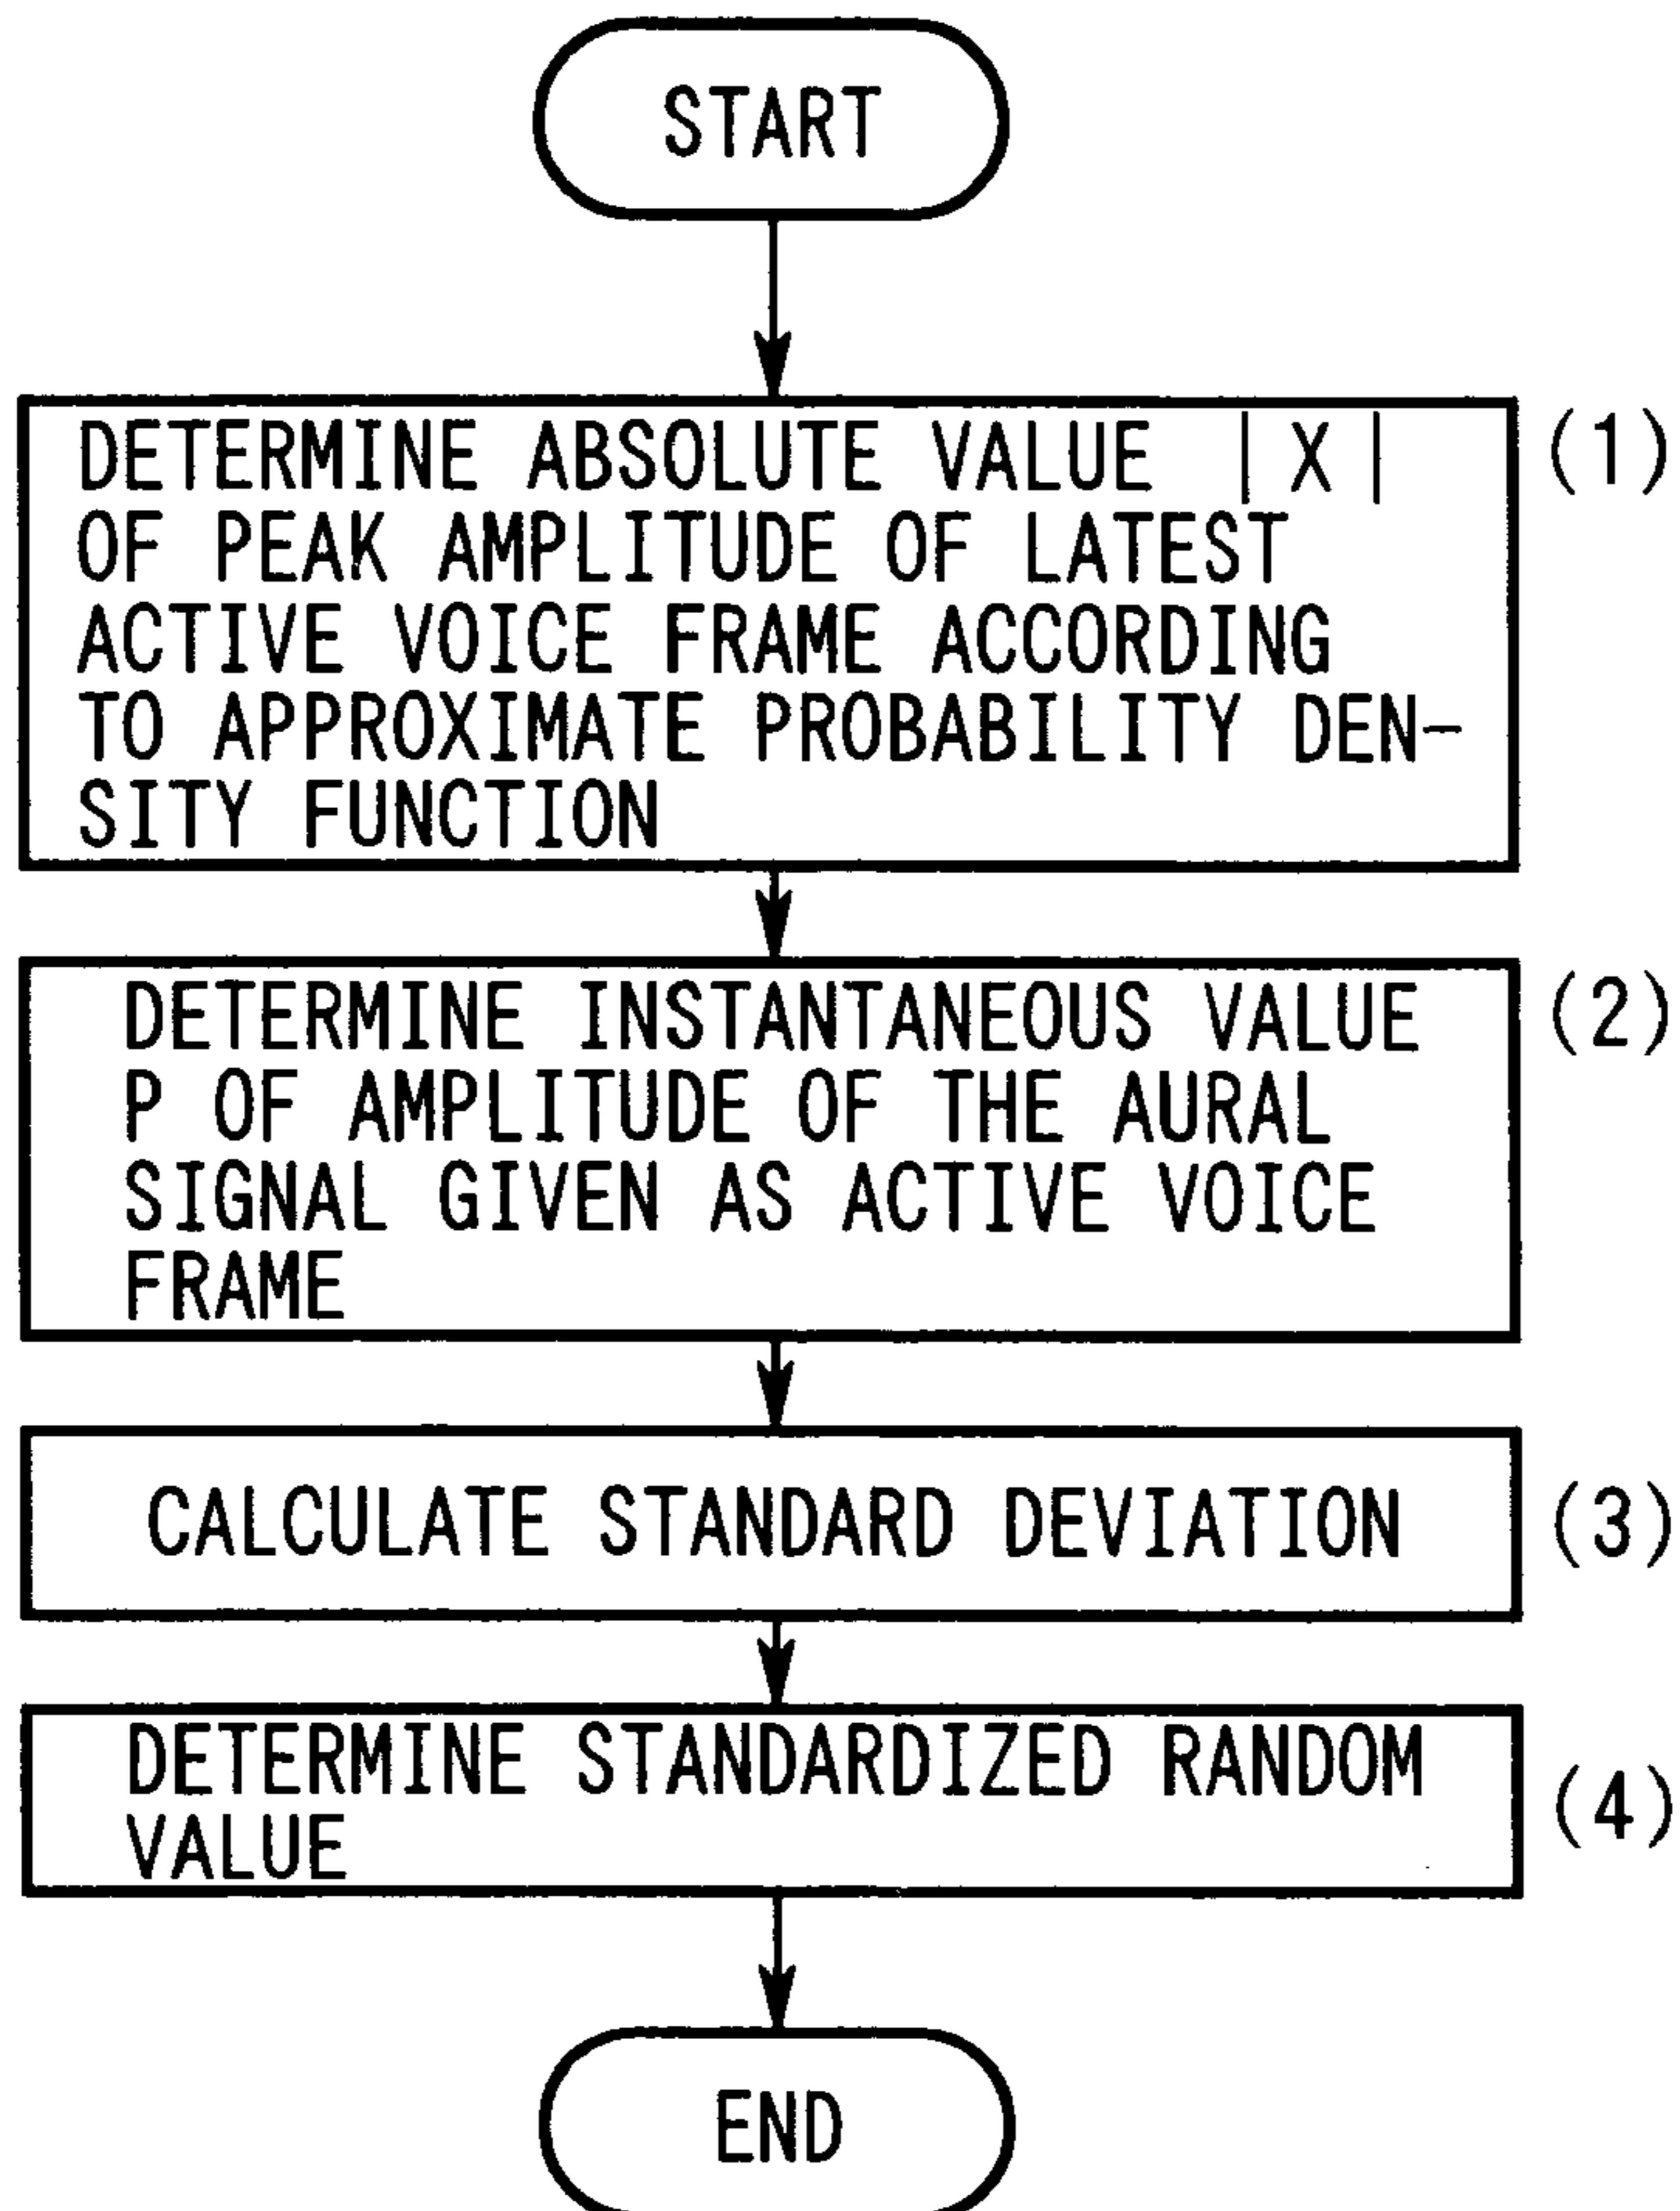 START
DETERMINE ABSOLUTE VALUE |X| (1)
OF PEAK AMPLITUDE OF LATEST
ACTIVE VOICE FRAME ACCORDING
TO APPROXIMATE PROBABILITY DEN-
SITY FUNCTION
DETERMINE INSTANTANEOUS VALUE (2)
P OF AMPLITUDE OF THE AURAL
SIGNAL GIVEN AS ACTIVE VOICE
FRAME
CALCULATE STANDARD DEVIATION (3)
DETERMINE STANDARDIZED RANDOM
VALUE (4)
END